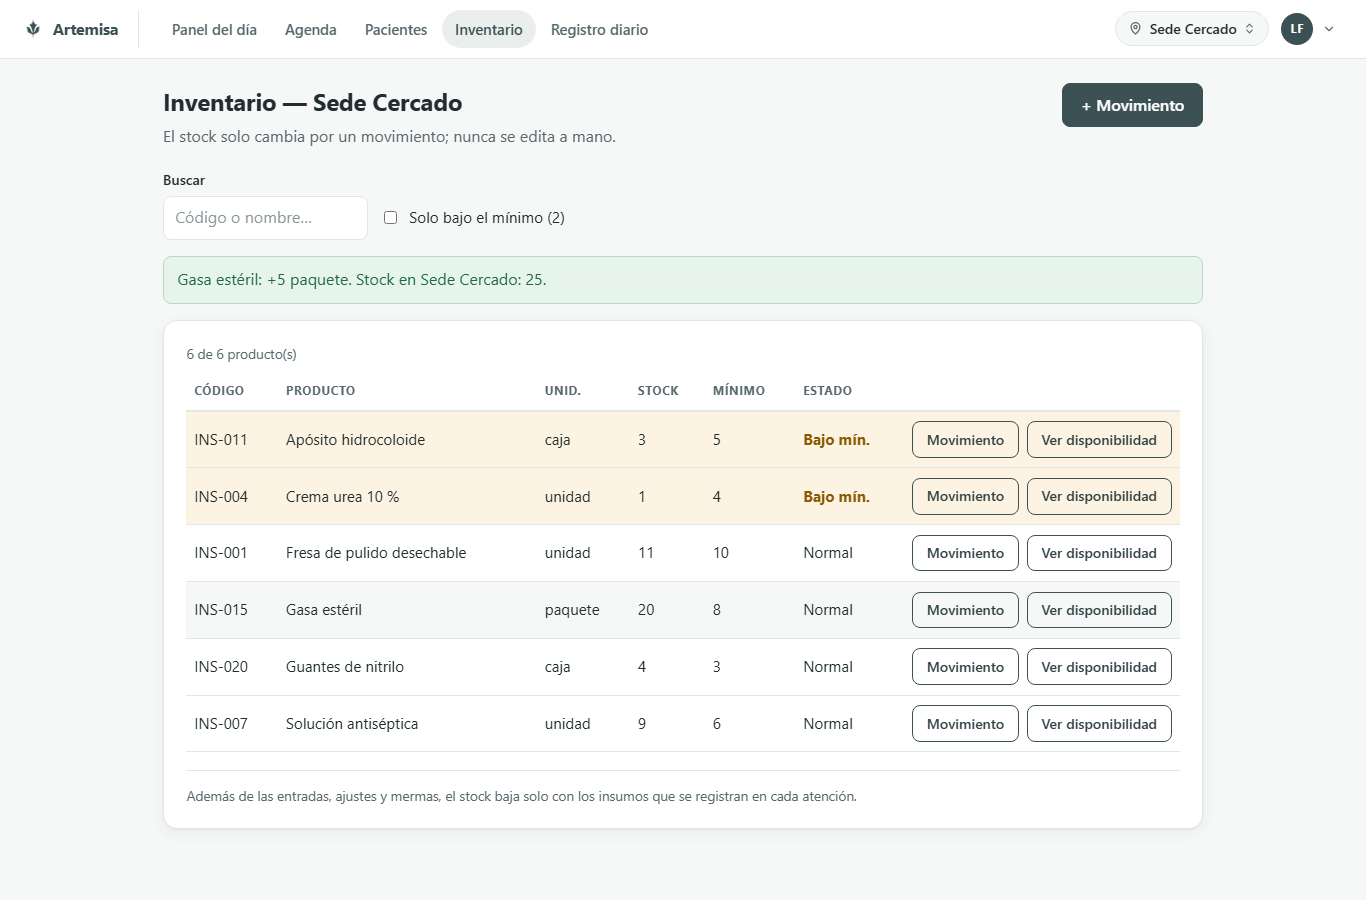 Artemisa
Panel del día Agenda Pacientes Inventario Registro diario
Sede Cercado
LF
Inventario — Sede Cercado
+ Movimiento
El stock solo cambia por un movimiento; nunca se edita a mano.
Buscar
Código o nombre...
Solo bajo el mínimo (2)
Gasa estéril: +5 paquete. Stock en Sede Cercado: 25.
6 de 6 producto(s)
CÓDIGO PRODUCTO UNID. STOCK MÍNIMO ESTADO
INS-011 Apósito hidrocoloide caja 3 5 Bajo mín. Movimiento Ver disponibilidad
INS-004 Crema urea 10 % unidad 1 4 Bajo mín. Movimiento Ver disponibilidad
INS-001 Fresa de pulido desechable unidad 11 10 Normal Movimiento Ver disponibilidad
INS-015 Gasa estéril paquete 20 8 Normal Movimiento Ver disponibilidad
INS-020 Guantes de nitrilo caja 4 3 Normal Movimiento Ver disponibilidad
INS-007 Solución antiséptica unidad 9 6 Normal Movimiento Ver disponibilidad
Además de las entradas, ajustes y mermas, el stock baja solo con los insumos que se registran en cada atención.